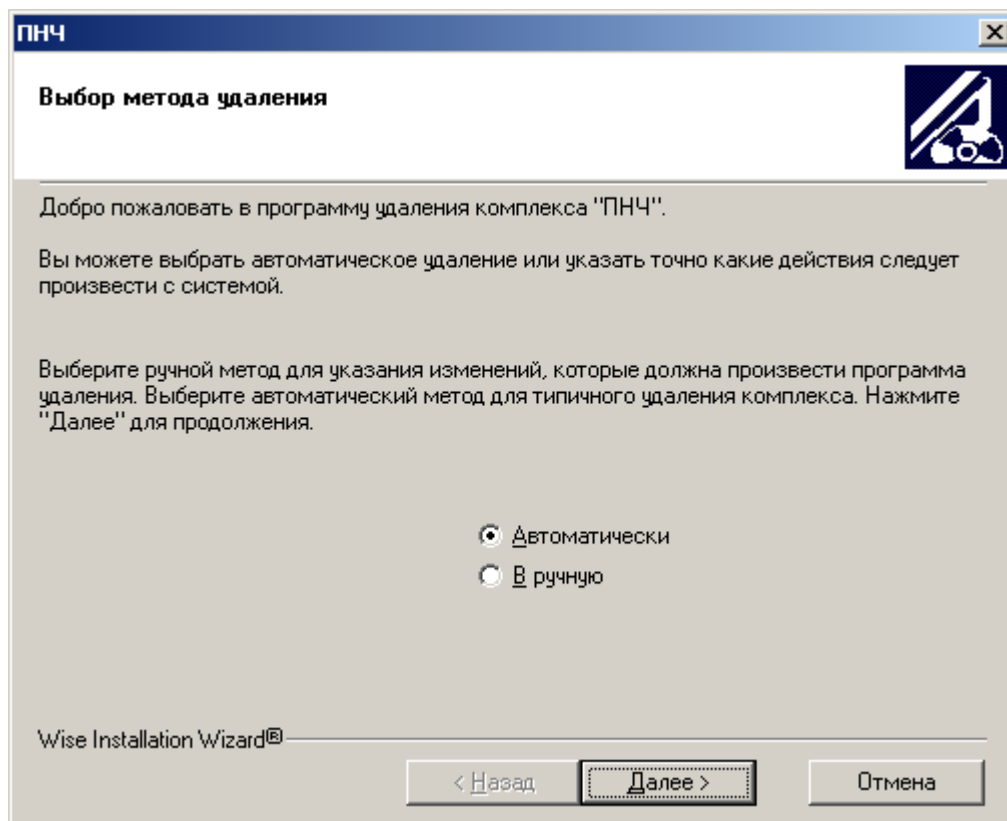 ПНЧ
Выбор метода удаления
Добро пожаловать в программу удаления комплекса "ПНЧ".
Вы можете выбрать автоматическое удаление или указать точно какие действия следует
произвести с системой.
Выберите ручной метод для указания изменений, которые должна произвести программа
удаления. Выберите автоматический метод для типичного удаления комплекса. Нажмите
"Далее" для продолжения.
Автоматически
В ручную
Wise Installation Wizard®
< Назад
Далее >
Отмена